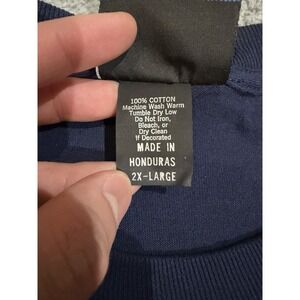 100% COTTON
Machine Wash Warm
Tumble Dry Low
Do Not Iron,
Bleach, or
Dry Clean
If Decorated
MADE IN
HONDURAS
2X-LARGE